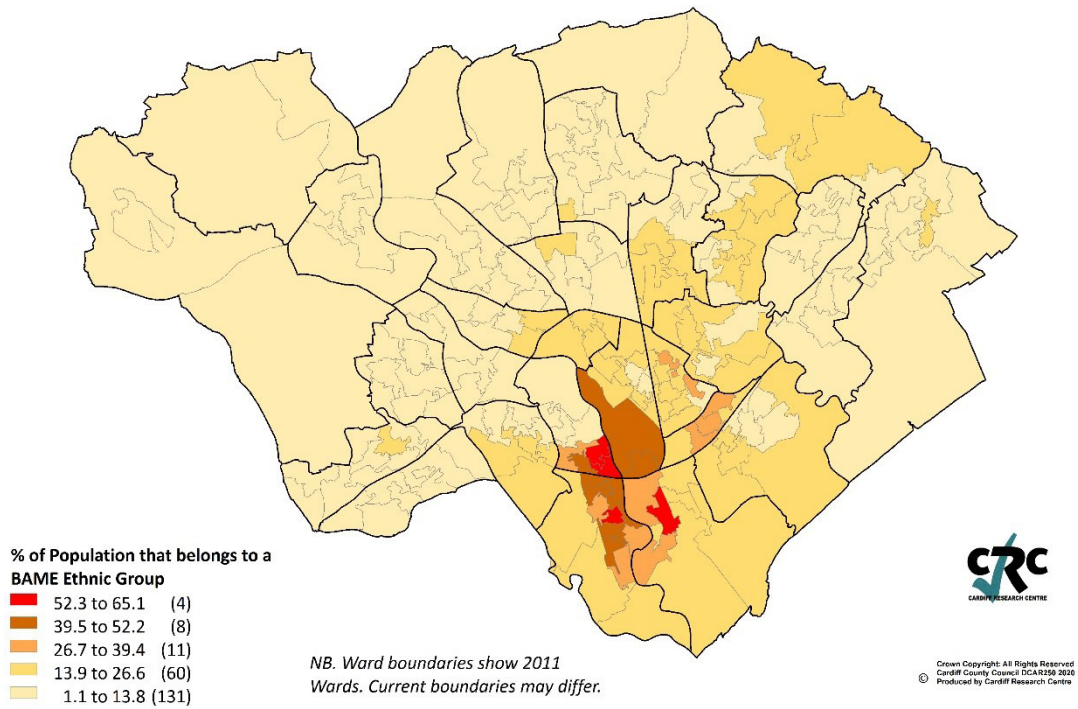 % of Population that belongs to a
BAME Ethnic Group
52.3 to 65.1 (4)
39.5 to 52.2 (8)
26.7 to 39.4 (11)
13.9 to 26.6 (60)
1.1 to 13.8 (131)
NB. Ward boundaries show 2011
Wards. Current boundaries may differ.
CRC
CARDIFF RESEARCH CENTRE
Crown Copyright: All Rights Reserved
Cardiff County Council DCAR250 2020
© Produced by Cardiff Research Centre